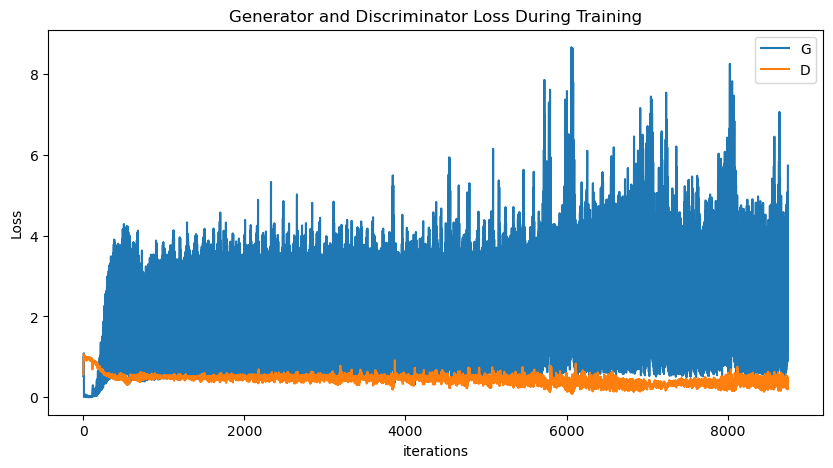 Generator and Discriminator Loss During Training
G
D
8
6
4
2
0
Loss
0 2000 4000 6000 8000
iterations